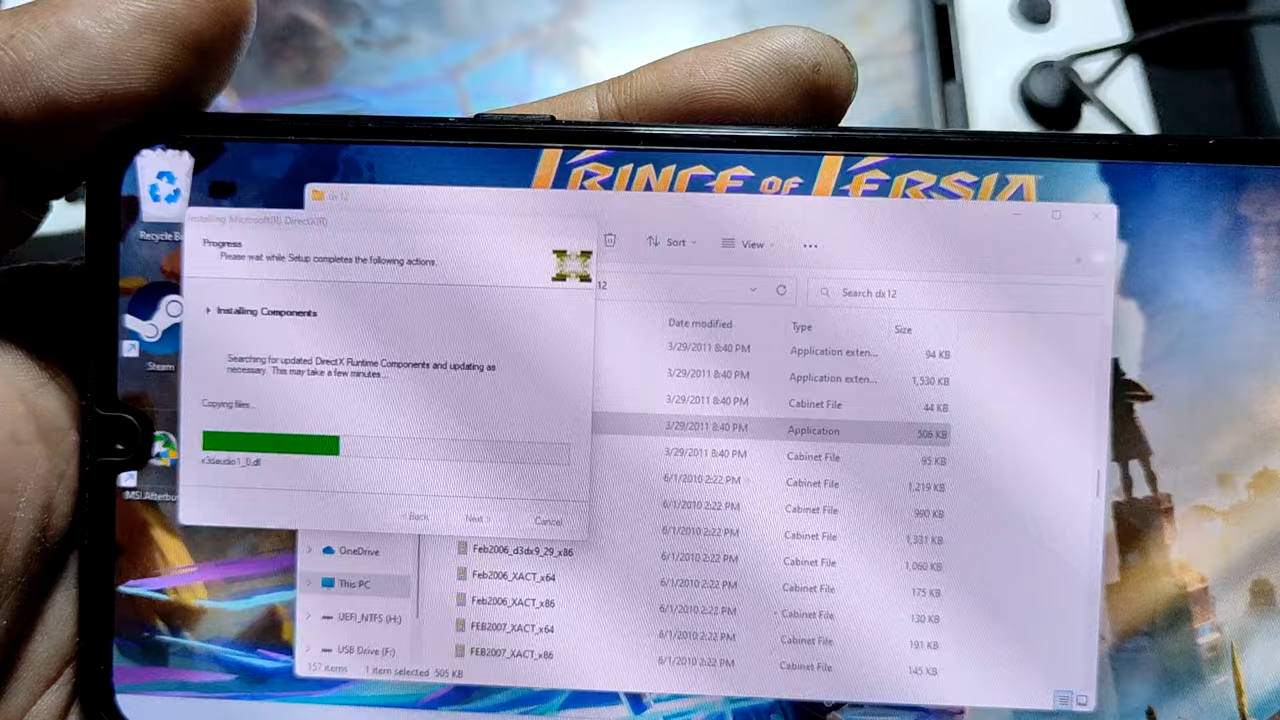 PRINCE OF PERSIA
Recycle Bi
dx 12
Installing Microsoft(R) DirectX(R)
Progress
Please wait while Setup completes the following actions.
Sort
View
12
Search dx12
Installing Components
Searching for updated DirectX Runtime Components and updating as
necessary. This may take a few minutes...
Copying files...
x3daudio1_0.dll
< Back
Next >
Cancel
Steam
MSI Afterbu
Date modified Type Size
3/29/2011 8:40 PM Application exten... 94 KB
3/29/2011 8:40 PM Application exten... 1,530 KB
3/29/2011 8:40 PM Cabinet File 44 KB
3/29/2011 8:40 PM Application 506 KB
3/29/2011 8:40 PM Cabinet File 95 KB
6/1/2010 2:22 PM Cabinet File 1,219 KB
6/1/2010 2:22 PM Cabinet File 990 KB
6/1/2010 2:22 PM Cabinet File 1,331 KB
Feb2006_d3dx9_29_x86 6/1/2010 2:22 PM Cabinet File 1,060 KB
Feb2006_XACT_x64 6/1/2010 2:22 PM Cabinet File 175 KB
Feb2006_XACT_x86 6/1/2010 2:22 PM Cabinet File 130 KB
FEB2007_XACT_x64 6/1/2010 2:22 PM Cabinet File 191 KB
FEB2007_XACT_x86 6/1/2010 2:22 PM Cabinet File 145 KB
OneDrive
This PC
UEFI_NTFS (H:)
USB Drive (F:)
157 items 1 item selected 505 KB